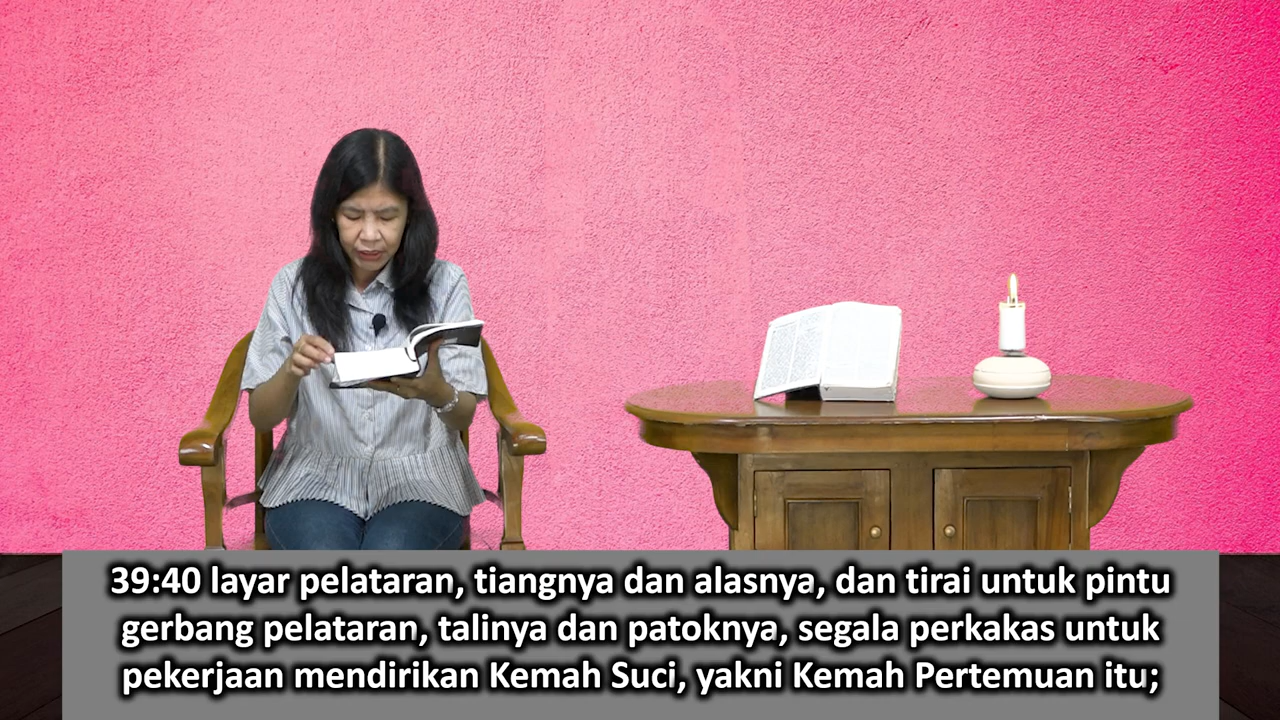 39:40 layar pelataran, tiangnya dan alasnya, dan tirai untuk pintu
gerbang pelataran, talinya dan patoknya, segala perkakas untuk
pekerjaan mendirikan Kemah Suci, yakni Kemah Pertemuan itu;